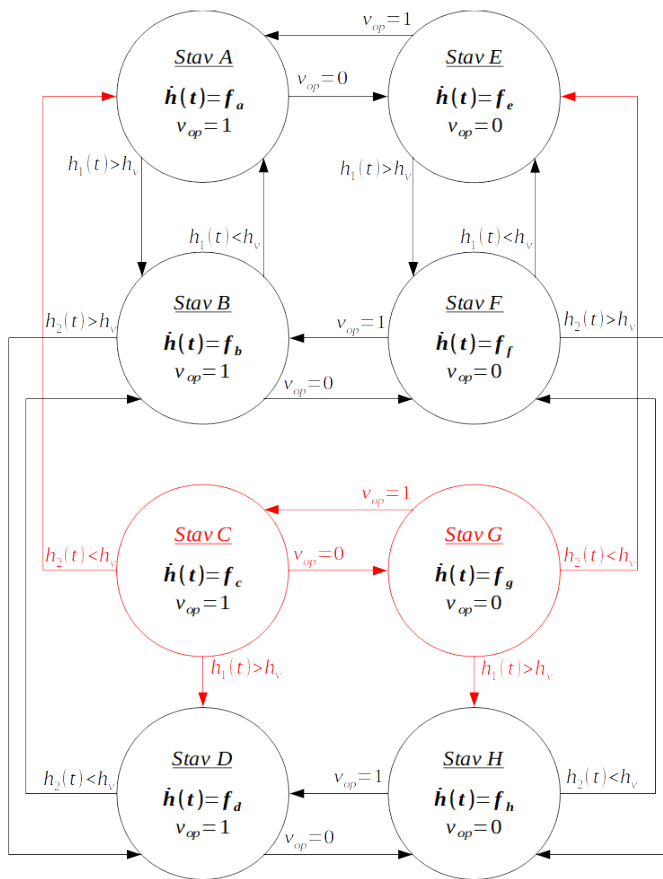 v_op=1
Stav A
ḣ(t)=f_a
v_op=1
Stav E
ḣ(t)=f_e
v_op=0
v_op=0
h_1(t)>h_v
h_1(t)>h_v
h_1(t)<h_v
h_1(t)<h_v
Stav B
ḣ(t)=f_b
v_op=1
Stav F
ḣ(t)=f_f
v_op=0
h_2(t)>h_v
v_op=1
h_2(t)>h_v
v_op=0
v_op=1
Stav C
ḣ(t)=f_c
v_op=1
Stav G
ḣ(t)=f_g
v_op=0
h_2(t)<h_v
v_op=0
h_2(t)<h_v
h_1(t)>h_v
h_1(t)>h_v
Stav D
ḣ(t)=f_d
v_op=1
Stav H
ḣ(t)=f_h
v_op=0
h_2(t)<h_v
v_op=1
h_2(t)<h_v
v_op=0